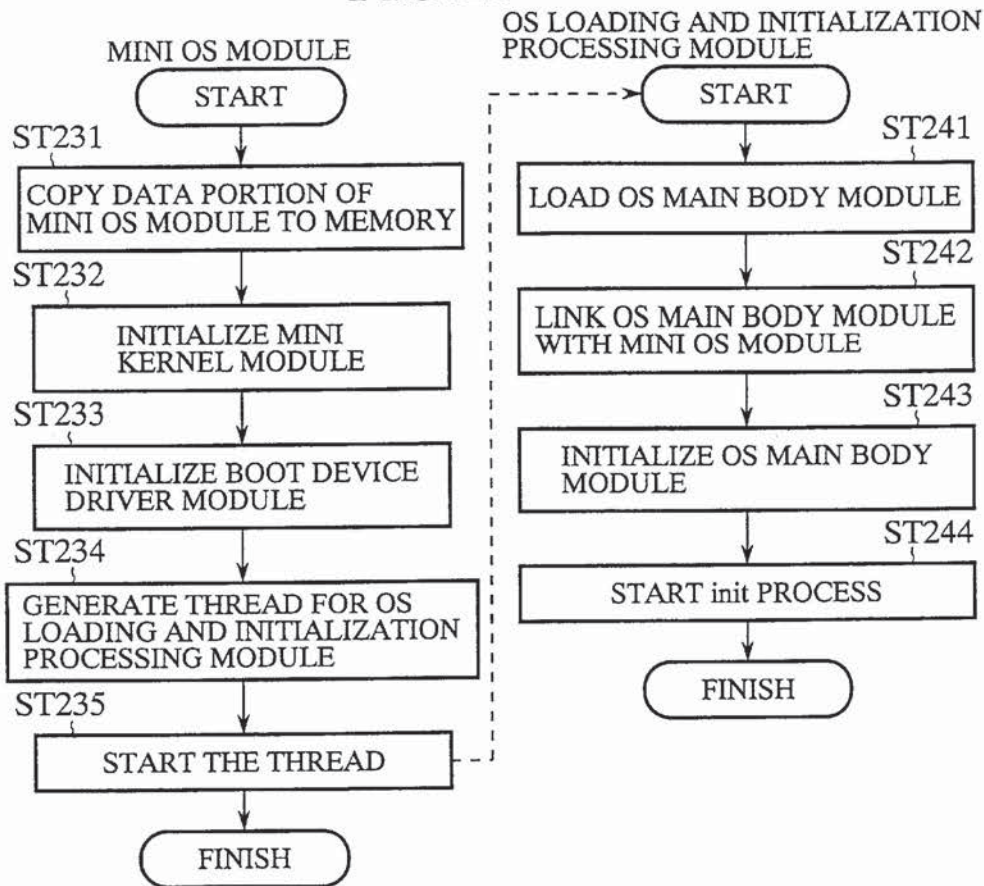 MINI OS MODULE
START
ST231
COPY DATA PORTION OF
MINI OS MODULE TO MEMORY
ST232
INITIALIZE MINI
KERNEL MODULE
ST233
INITIALIZE BOOT DEVICE
DRIVER MODULE
ST234
GENERATE THREAD FOR OS
LOADING AND INITIALIZATION
PROCESSING MODULE
ST235
START THE THREAD
FINISH
OS LOADING AND INITIALIZATION
PROCESSING MODULE
START
ST241
LOAD OS MAIN BODY MODULE
ST242
LINK OS MAIN BODY MODULE
WITH MINI OS MODULE
ST243
INITIALIZE OS MAIN BODY
MODULE
ST244
START init PROCESS
FINISH